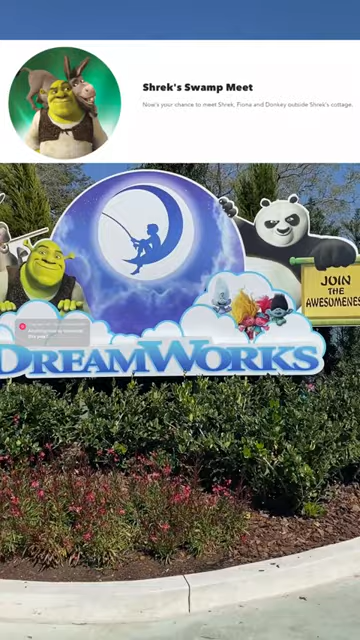 Shrek's Swamp Meet
Now's your chance to meet Shrek, Fiona and Donkey outside Shrek's cottage.
JOIN
THE
AWESOMENES
DREAMWORKS